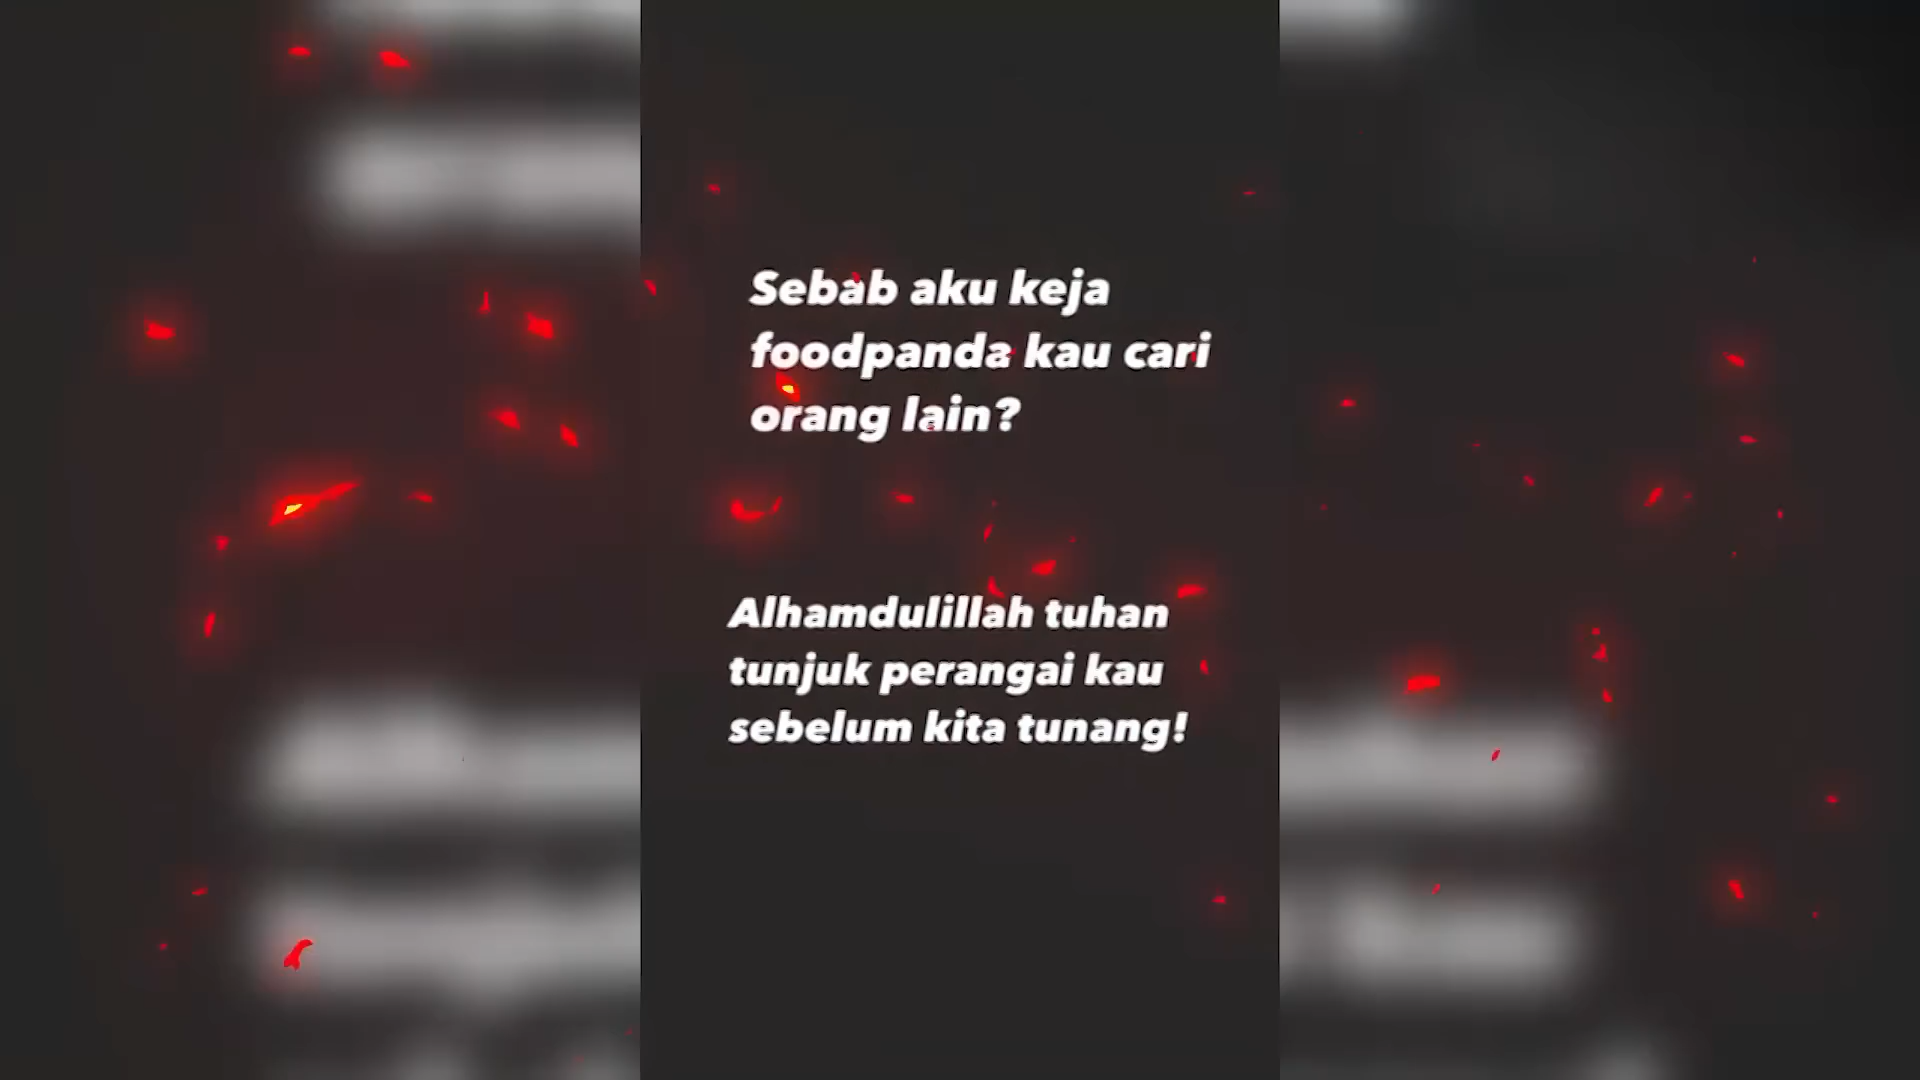 Sebab aku keja
foodpanda kau cari
orang lain?
Alhamdulillah tuhan
tunjuk perangai kau
sebelum kita tunang!